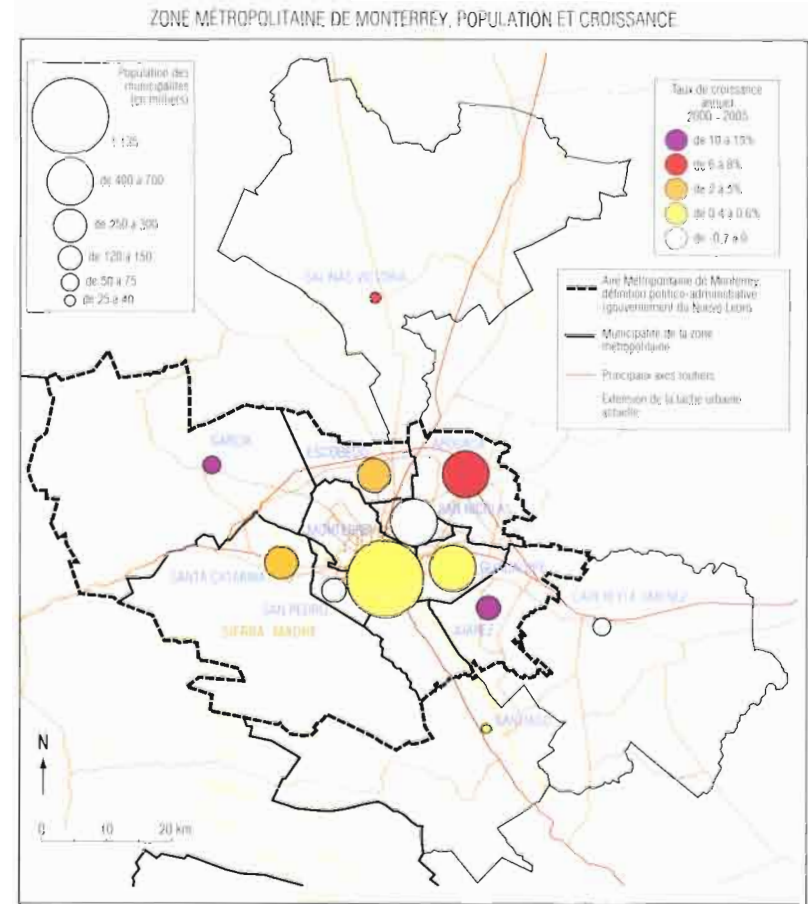 ZONE MÉTROPOLITAINE DE MONTERREY, POPULATION ET CROISSANCE
Population des
municipalités
(en milliers)
1 135
de 400 à 700
de 250 à 300
de 120 à 150
de 50 à 75
de 25 à 40
Taux de croissance
annuel
2000 - 2005
de 10 à 15%
de 6 à 8%
de 2 à 5%
de 0.4 à 0.6%
de -0,7 à 0
Aire Métropolitaine de Monterrey
définition politico-administrative
(gouvernement du Nuevo León)
Municipalité de la zone
métropolitaine
Principaux axes routiers
Extension de la tache urbaine
actuelle
SALINAS VICTORIA
GARCIA
ESCOBEDO
APODACA
SAN NICOLAS
MONTERREY
GUADALUPE
SANTA CATARINA
SAN PEDRO
SIERRA MADRE
JUAREZ
CADEREYTA JIMENEZ
SANTIAGO
N
0 10 20 km